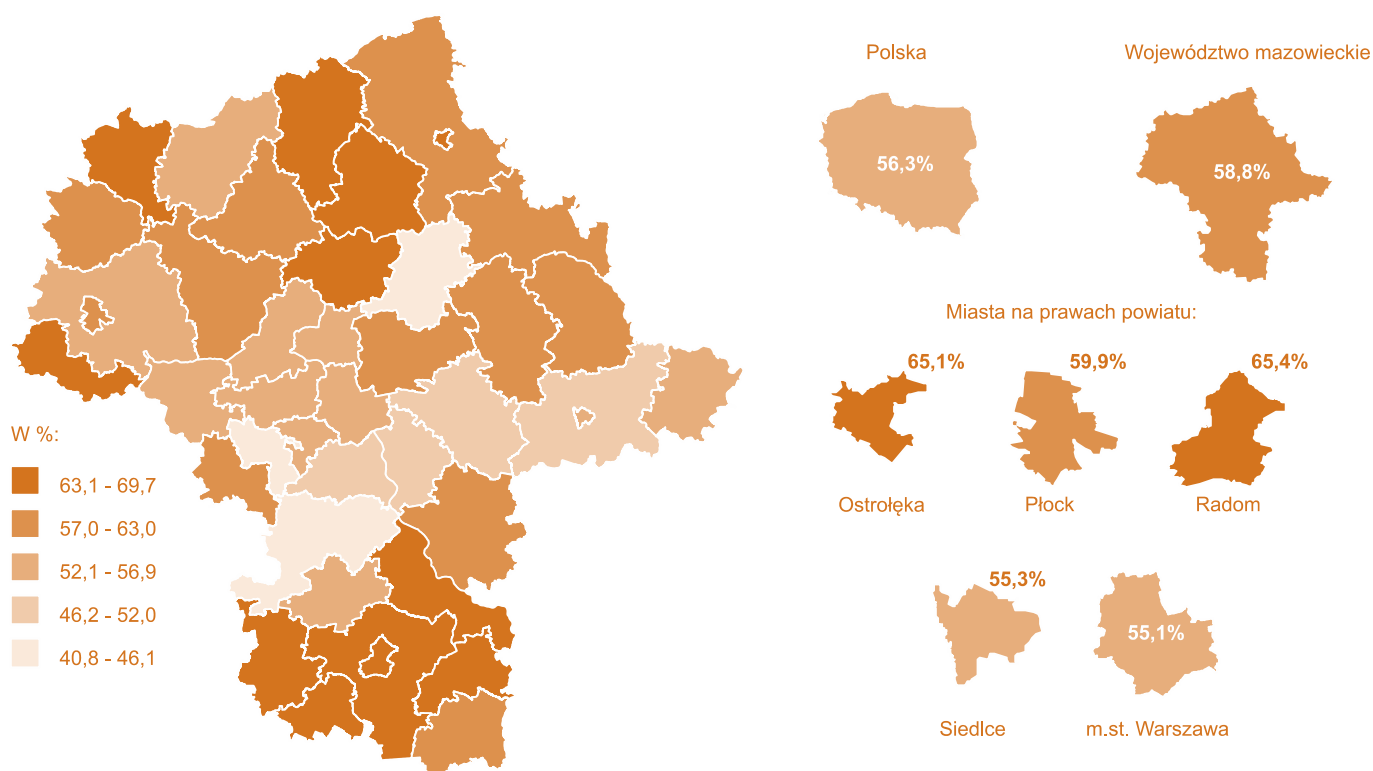 Polska
Województwo mazowieckie
56,3%
58,8%
Miasta na prawach powiatu:
65,1%
59,9%
65,4%
Ostrołęka
Płock
Radom
55,3%
55,1%
Siedlce
m.st. Warszawa
W %:
63,1 - 69,7
57,0 - 63,0
52,1 - 56,9
46,2 - 52,0
40,8 - 46,1